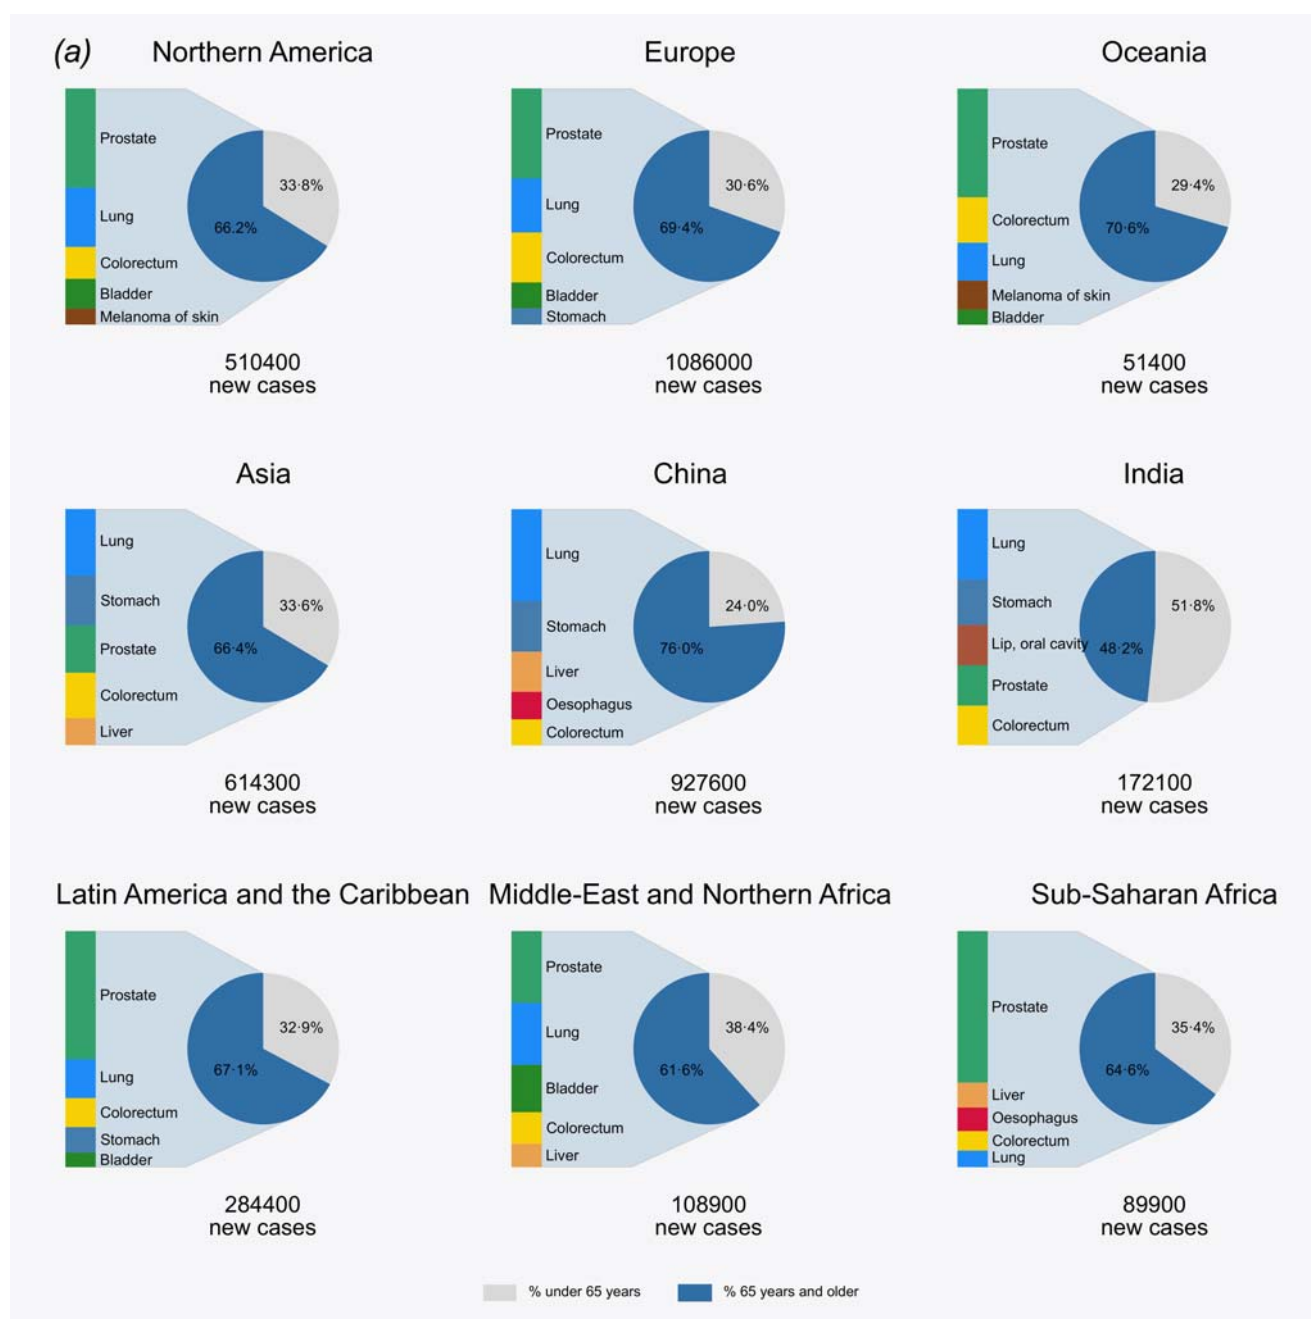 (a)
Northern America
Prostate
Lung
Colorectum
Bladder
Melanoma of skin
33·8%
66.2%
510400
new cases
Europe
Prostate
Lung
Colorectum
Bladder
Stomach
30·6%
69·4%
1086000
new cases
Oceania
Prostate
Colorectum
Lung
Melanoma of skin
Bladder
29·4%
70·6%
51400
new cases
Asia
Lung
Stomach
Prostate
Colorectum
Liver
33·6%
66·4%
614300
new cases
China
Lung
Stomach
Liver
Oesophagus
Colorectum
24·0%
76·0%
927600
new cases
India
Lung
Stomach
Lip, oral cavity
Prostate
Colorectum
51·8%
48·2%
172100
new cases
Latin America and the Caribbean
Prostate
Lung
Colorectum
Stomach
Bladder
32·9%
67·1%
284400
new cases
Middle-East and Northern Africa
Prostate
Lung
Bladder
Colorectum
Liver
38·4%
61·6%
108900
new cases
Sub-Saharan Africa
Prostate
Liver
Oesophagus
Colorectum
Lung
35·4%
64·6%
89900
new cases
% under 65 years
% 65 years and older